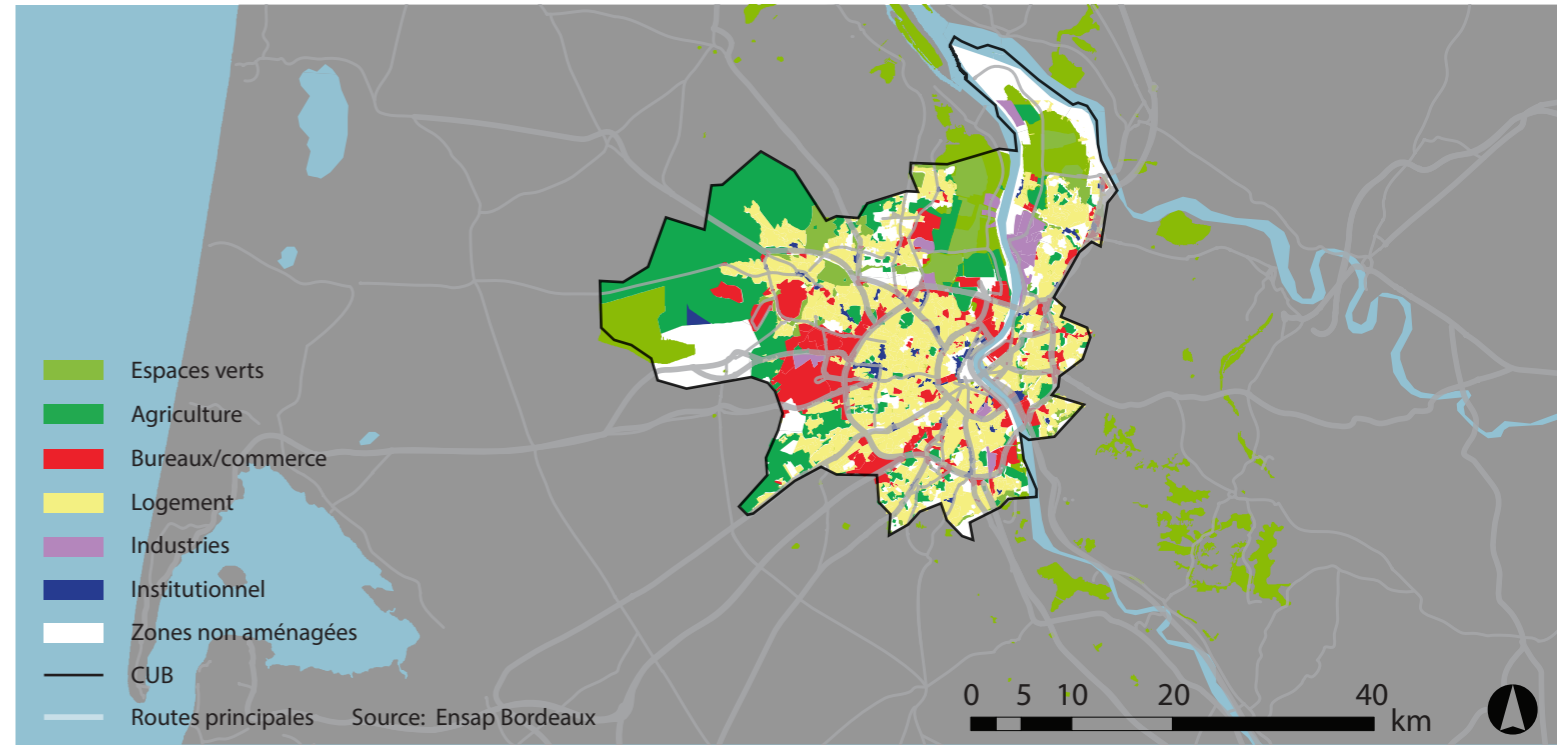 Espaces verts
Agriculture
Bureaux/commerce
Logement
Industries
Institutionnel
Zones non aménagées
CUB
Routes principales Source: Ensap Bordeaux
0 5 10 20 40
km